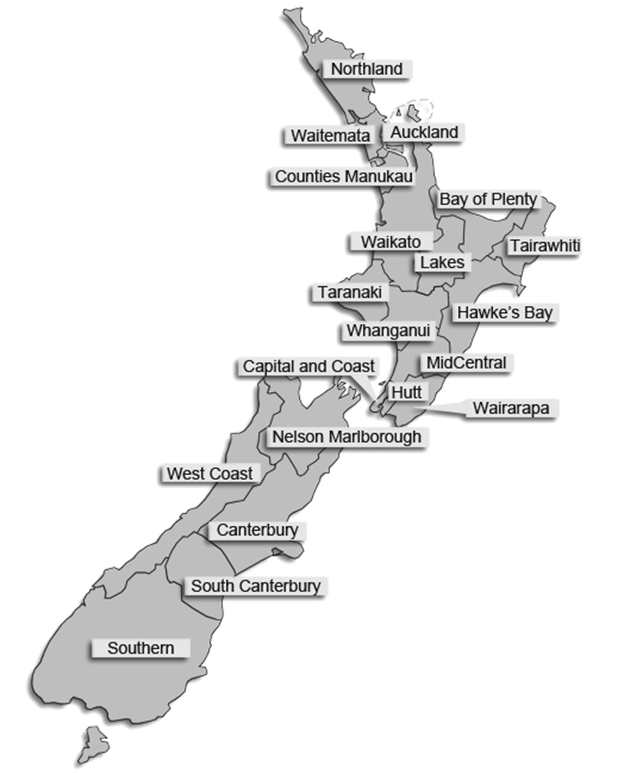 Northland
Waitemata
Auckland
Counties Manukau
Bay of Plenty
Waikato
Tairawhiti
Lakes
Taranaki
Hawke's Bay
Whanganui
MidCentral
Capital and Coast
Hutt
Wairarapa
Nelson Marlborough
West Coast
Canterbury
South Canterbury
Southern